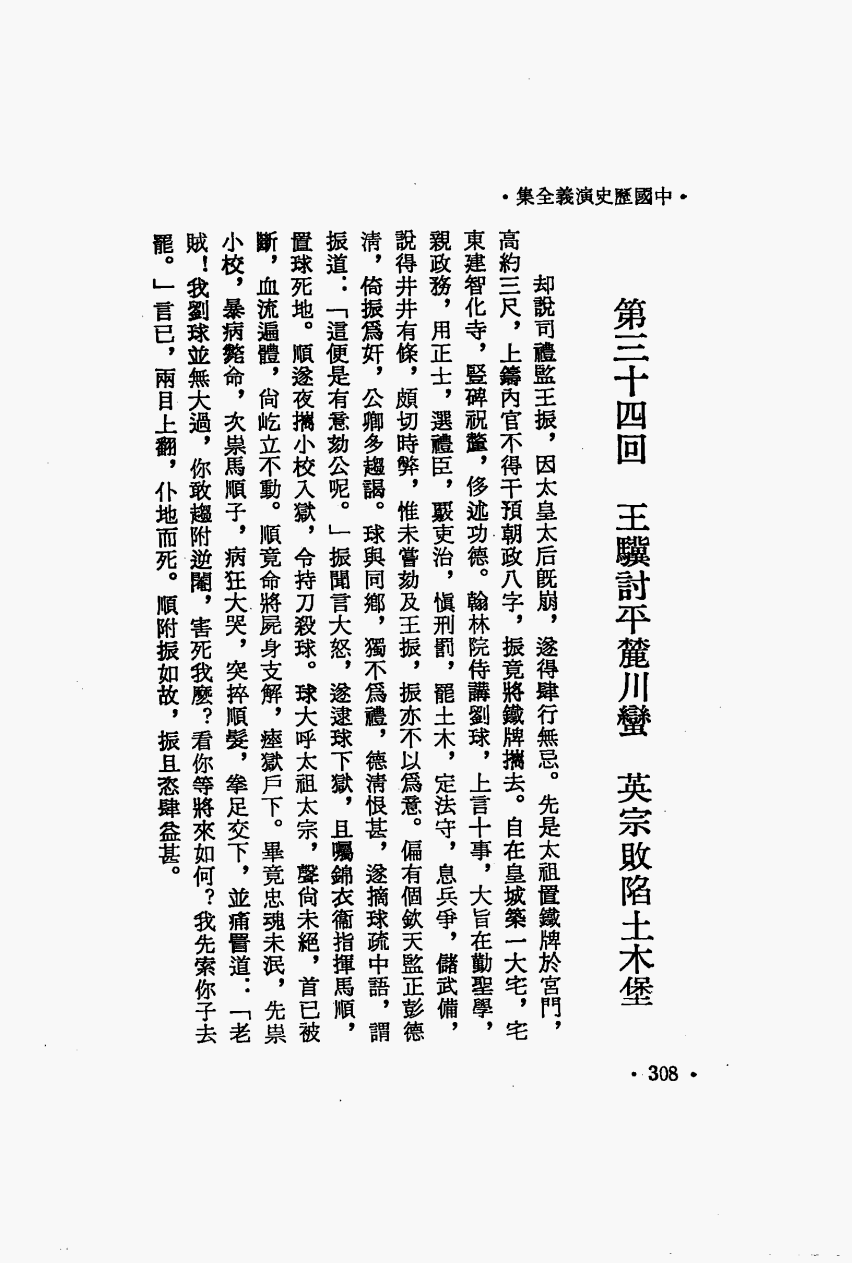 ·中國歷史演義全集·
第三十四回　王驥討平麓川蠻　英宗敗陷土木堡
却說司禮監王振，因太皇太后旣崩，遂得肆行無忌。先是太祖置鐵牌於宮門，
高約三尺，上鑄內官不得干預朝政八字，振竟將鐵牌攜去。自在皇城築一大宅，宅
東建智化寺，豎碑祝釐，侈述功德。翰林院侍講劉球，上言十事，大旨在勤聖學，
親政務，用正士，選禮臣，覈吏治，愼刑罰，罷土木，定法守，息兵爭，儲武備，
說得井井有條，頗切時弊，惟未嘗劾及王振，振亦不以爲意。偏有個欽天監正彭德
淸，倚振爲奸，公卿多趨謁。球與同鄉，獨不爲禮，德淸恨甚，遂摘球疏中語，謂
振道：「這便是有意劾公呢。」振聞言大怒，遂逮球下獄，且囑錦衣衞指揮馬順，
置球死地。順遂夜攜小校入獄，令持刀殺球。球大呼太祖太宗，聲尙未絕，首已被
斷，血流遍體，尙屹立不動。順竟命將屍身支解，瘞獄戶下。畢竟忠魂未泯，先祟
小校，暴病斃命，次祟馬順子，病狂大哭，突捽順髮，拳足交下，並痛詈道：「老
賊！我劉球並無大過，你敢趨附逆閹，害死我麼？看你等將來如何？我先索你子去
罷。」言已，兩目上翻，仆地而死。順附振如故，振且恣肆益甚。
·308·